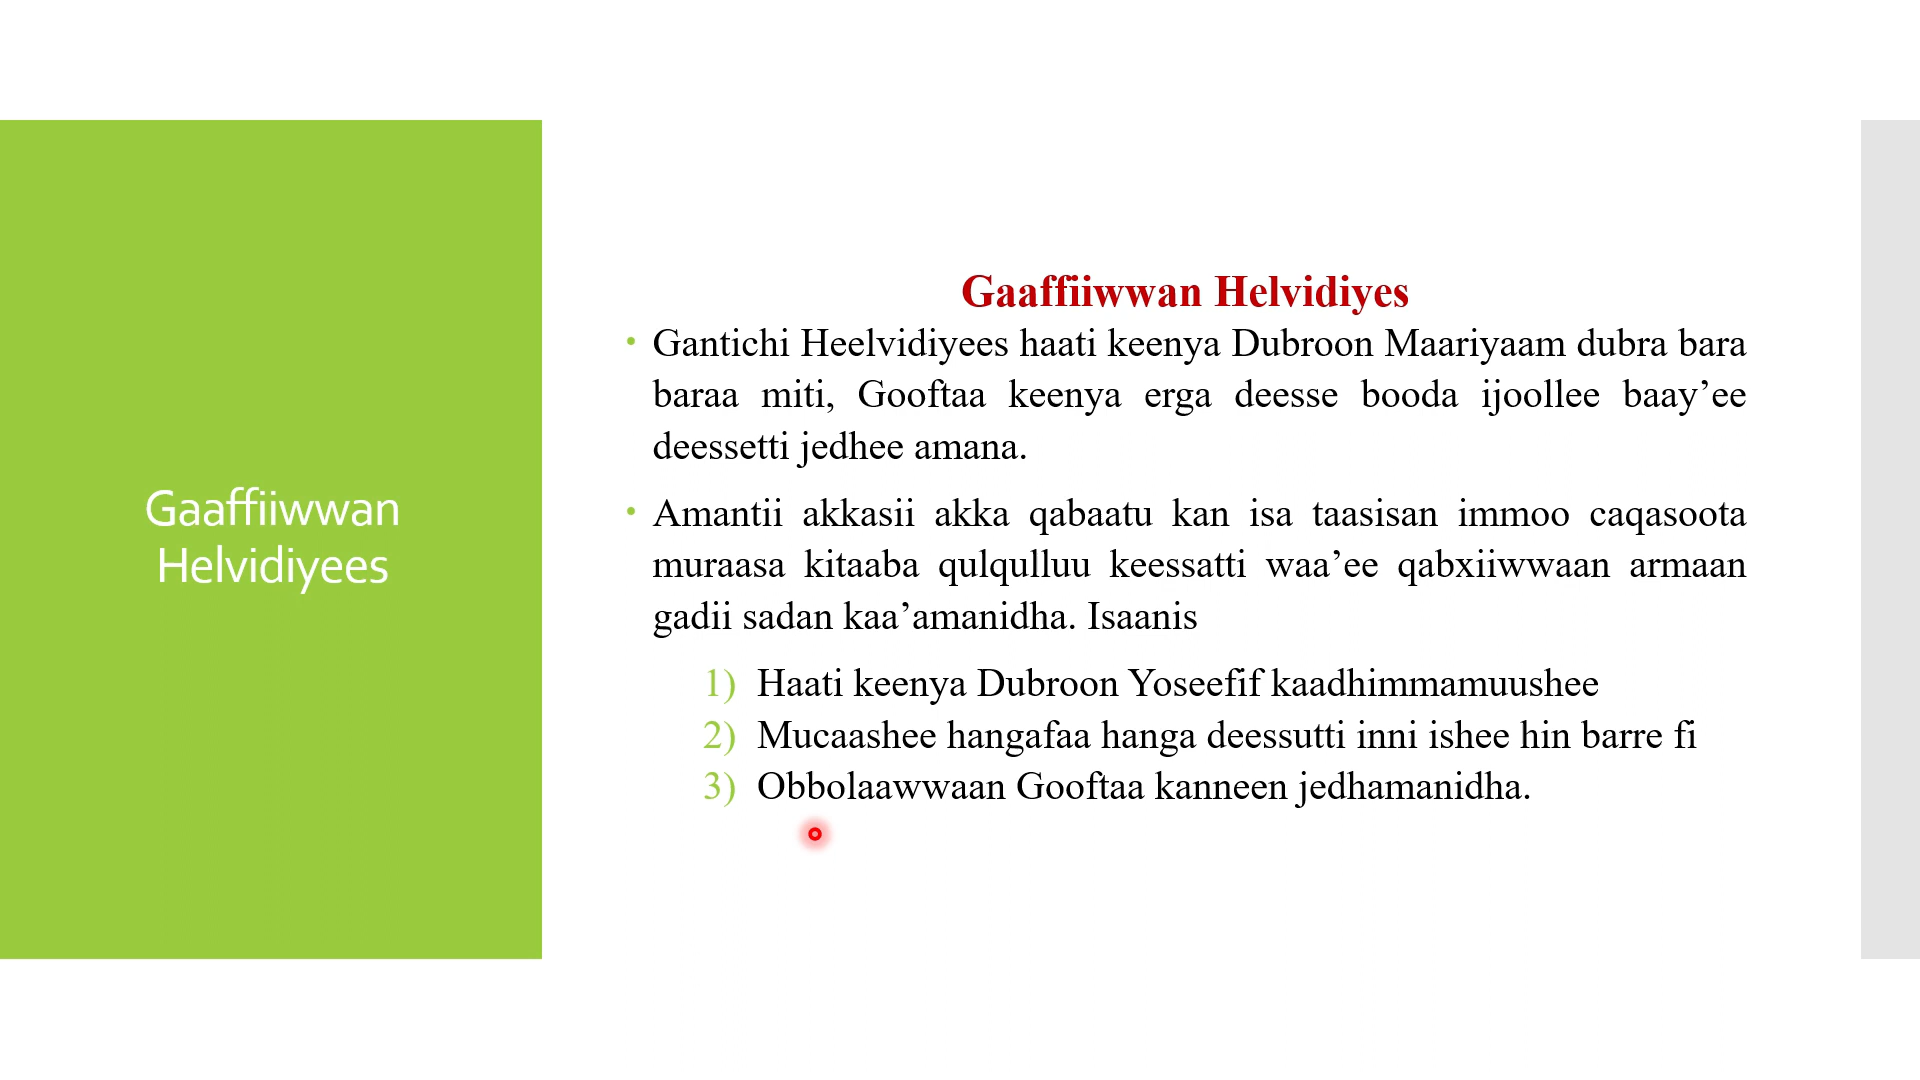 Gaaffiiwwan
Helvidiyees
Gaaffiiwwan Helvidiyes
• Gantichi Heelvidiyees haati keenya Dubroon Maariyaam dubra bara
baraa miti, Gooftaa keenya erga deesse booda ijoollee baay’ee
deessetti jedhee amana.
• Amantii akkasii akka qabaatu kan isa taasisan immoo caqasoota
muraasa kitaaba qulqulluu keessatti waa’ee qabxiiwwaan armaan
gadii sadan kaa’amanidha. Isaanis
1) Haati keenya Dubroon Yoseefif kaadhimmamuushee
2) Mucaashee hangafaa hanga deessutti inni ishee hin barre fi
3) Obbolaawwaan Gooftaa kanneen jedhamanidha.